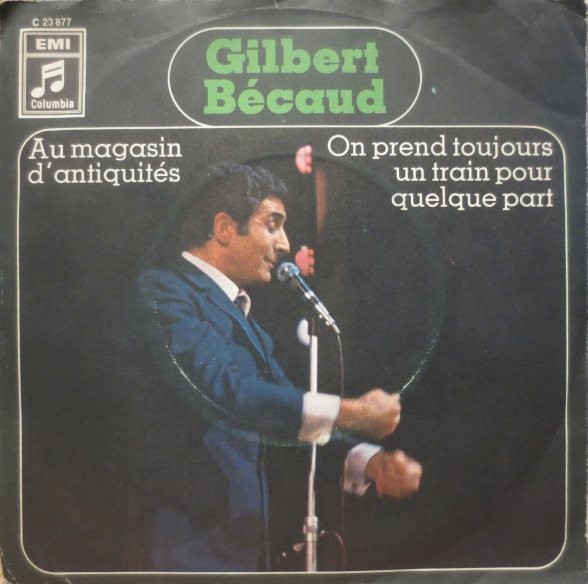 C 23 877
EMI
Columbia
Gilbert
Bécaud
Au magasin
d'antiquités
On prend toujours
un train pour
quelque part